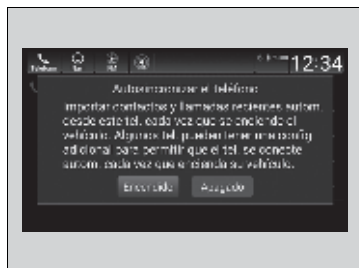 Teléfono
12:34
Autosincronizar el teléfono
Importar contactos y llamadas recientes autom.
desde este tel. cada vez que se enciende el
vehículo. Algunos tel. pueden tener una config.
adicional para permitir que el tel. se conecte
autom. cada vez que encienda su vehículo.
Encendido Apagado